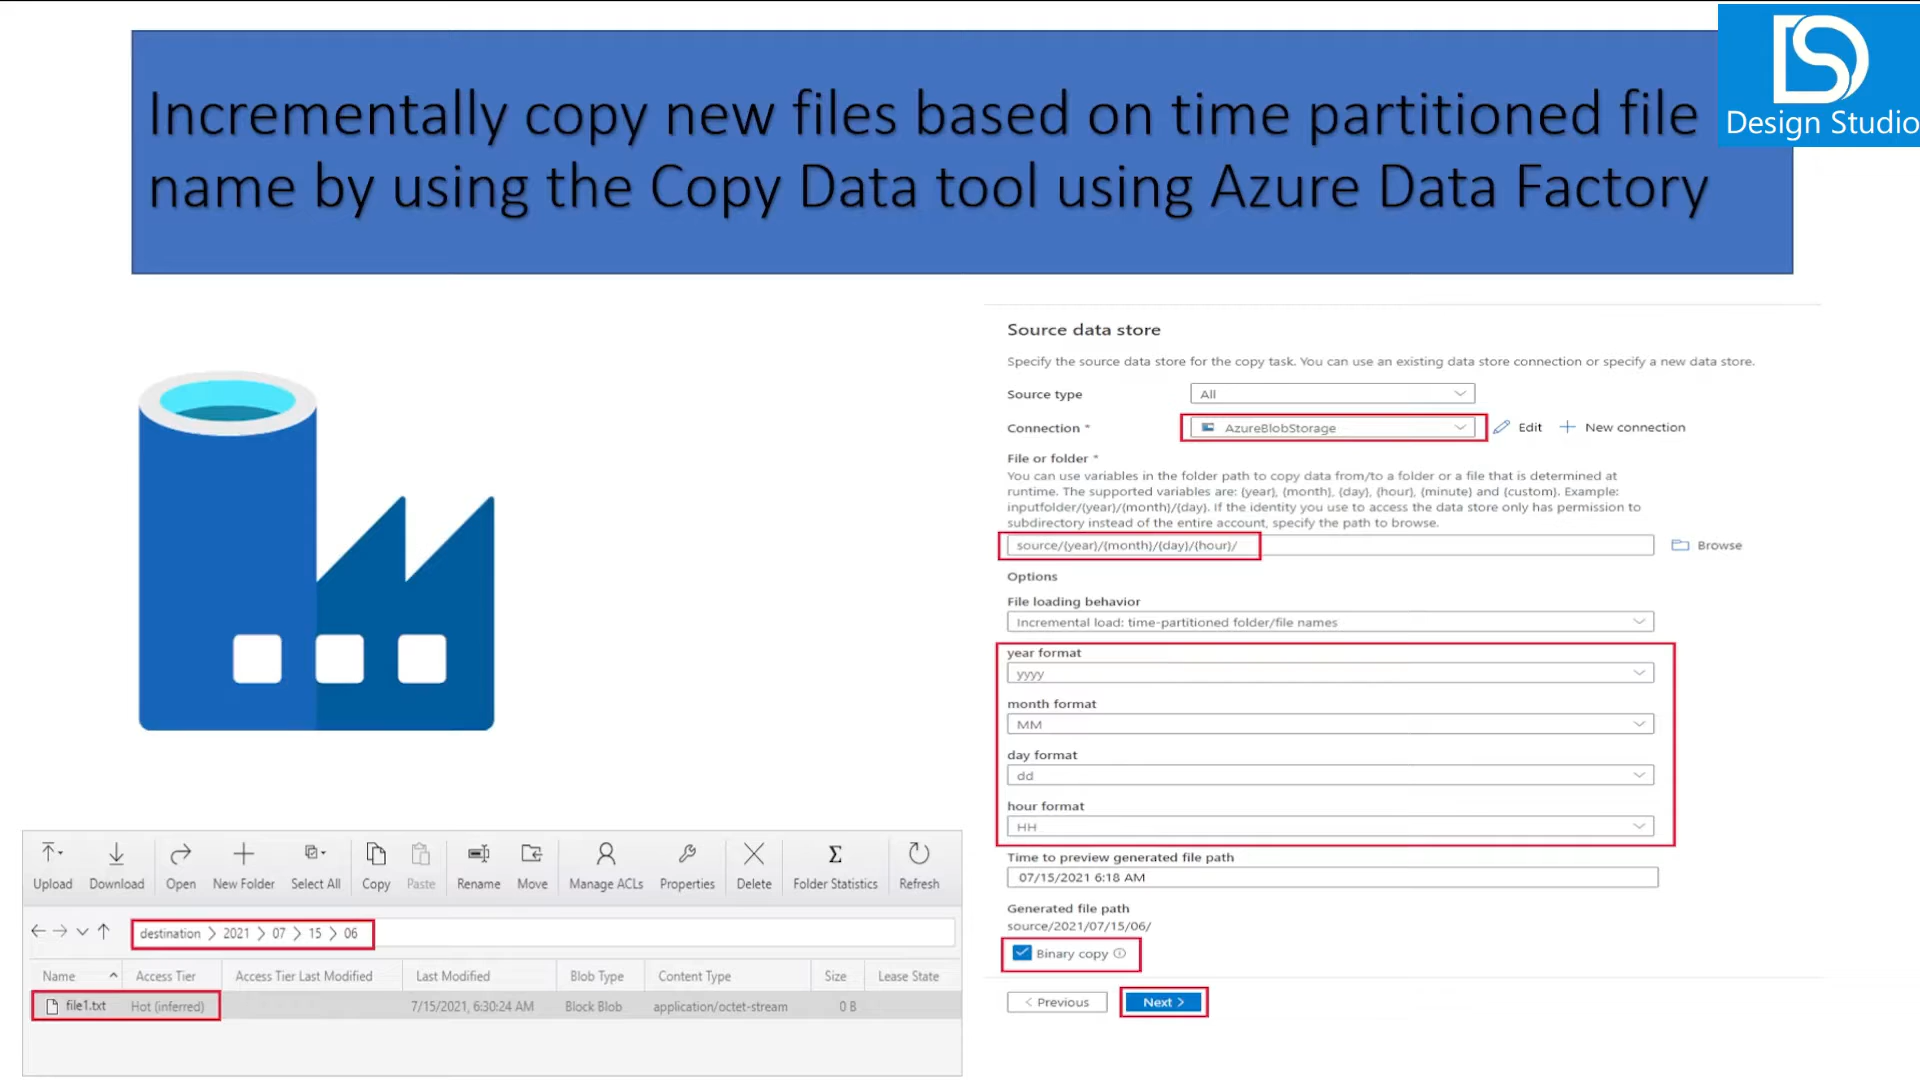 Incrementally copy new files based on time partitioned file
name by using the Copy Data tool using Azure Data Factory
Design Studio
Source data store
Specify the source data store for the copy task. You can use an existing data store connection or specify a new data store.
Source type
All
Connection *
AzureBlobStorage
Edit
New connection
File or folder *
You can use variables in the folder path to copy data from/to a folder or a file that is determined at
runtime. The supported variables are: {year}, {month}, {day}, {hour}, {minute} and {custom}. Example:
inputfolder/{year}/{month}/{day}. If the identity you use to access the data store only has permission to
subdirectory instead of the entire account, specify the path to browse.
source/{year}/{month}/{day}/{hour}/
Browse
Options
File loading behavior
Incremental load: time-partitioned folder/file names
year format
yyyy
month format
MM
day format
dd
hour format
HH
Time to preview generated file path
07/15/2021 6:18 AM
Generated file path
source/2021/07/15/06/
Binary copy
< Previous
Next >
Upload Download Open New Folder Select All Copy Paste Rename Move Manage ACLs Properties Delete Folder Statistics Refresh
destination > 2021 > 07 > 15 > 06
Name Access Tier Access Tier Last Modified Last Modified Blob Type Content Type Size Lease State
file1.txt Hot (inferred) 7/15/2021, 6:30:24 AM Block Blob application/octet-stream 0 B